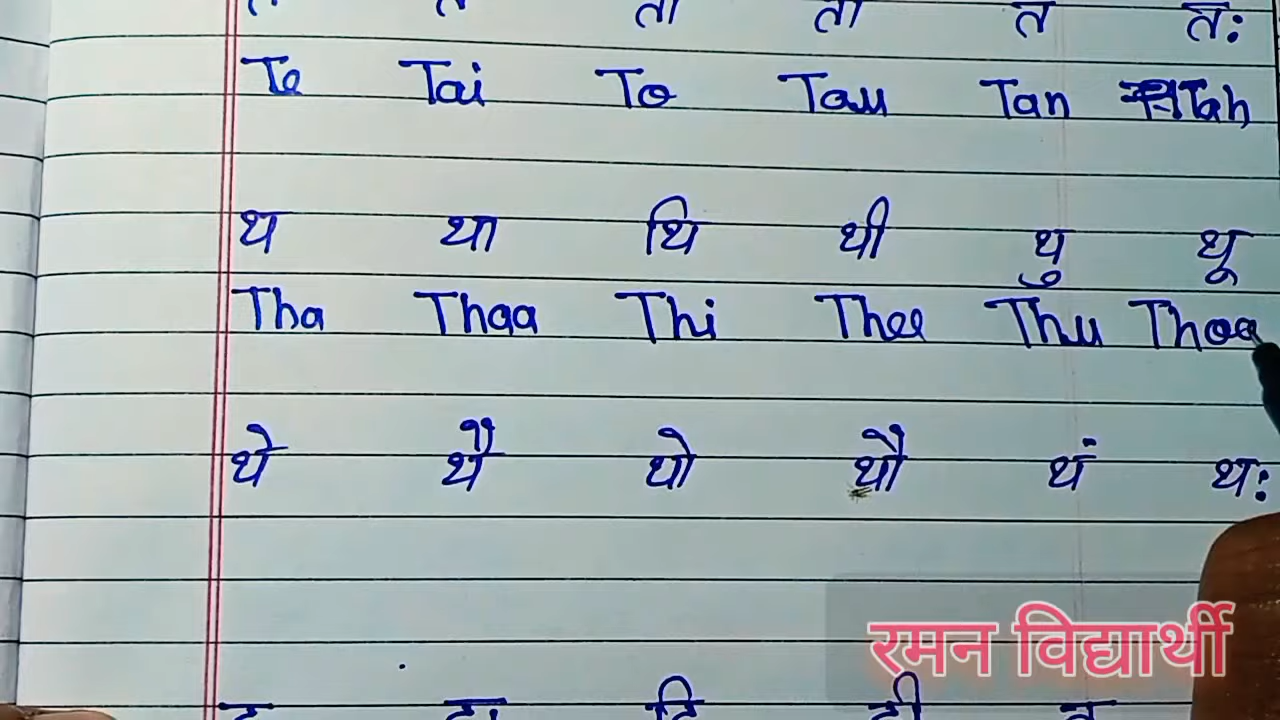 तो तौ तं तः
Te Tai To Tau Tan Tah
थ था थि थी थु थू
Tha Thaa Thi Thee Thu Thoo
थे थै थो थौ थं थः
रमन विद्यार्थी